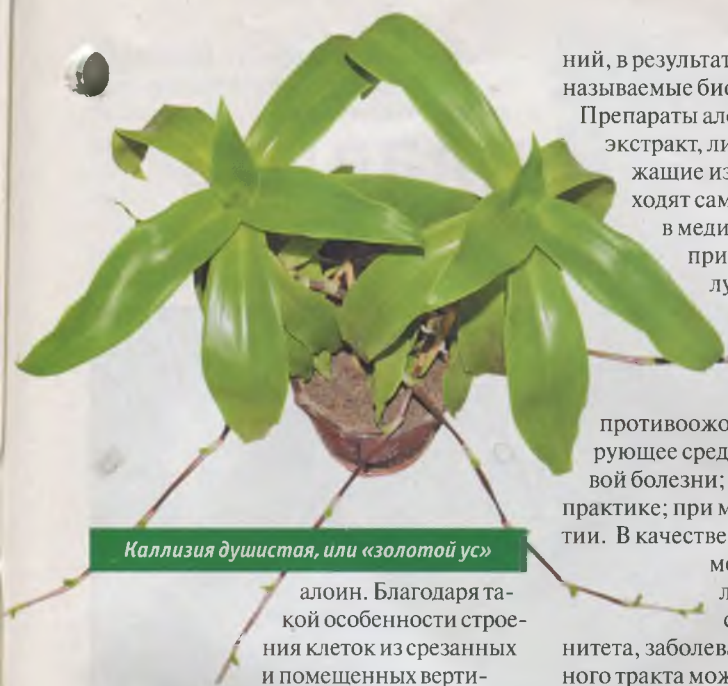 Каллизия душистая, или «золотой ус»
алоин. Благодаря та-
кой особенности строе-
ния клеток из срезанных
и помещенных верти-
ний, в результат
называемые био
Препараты ало
экстракт, ли
жащие из
ходят сам
в меди
при
лу
противоожо
рующее сред
вой болезни;
практике; при м
тии. В качестве
нитета, заболев
ного тракта мож